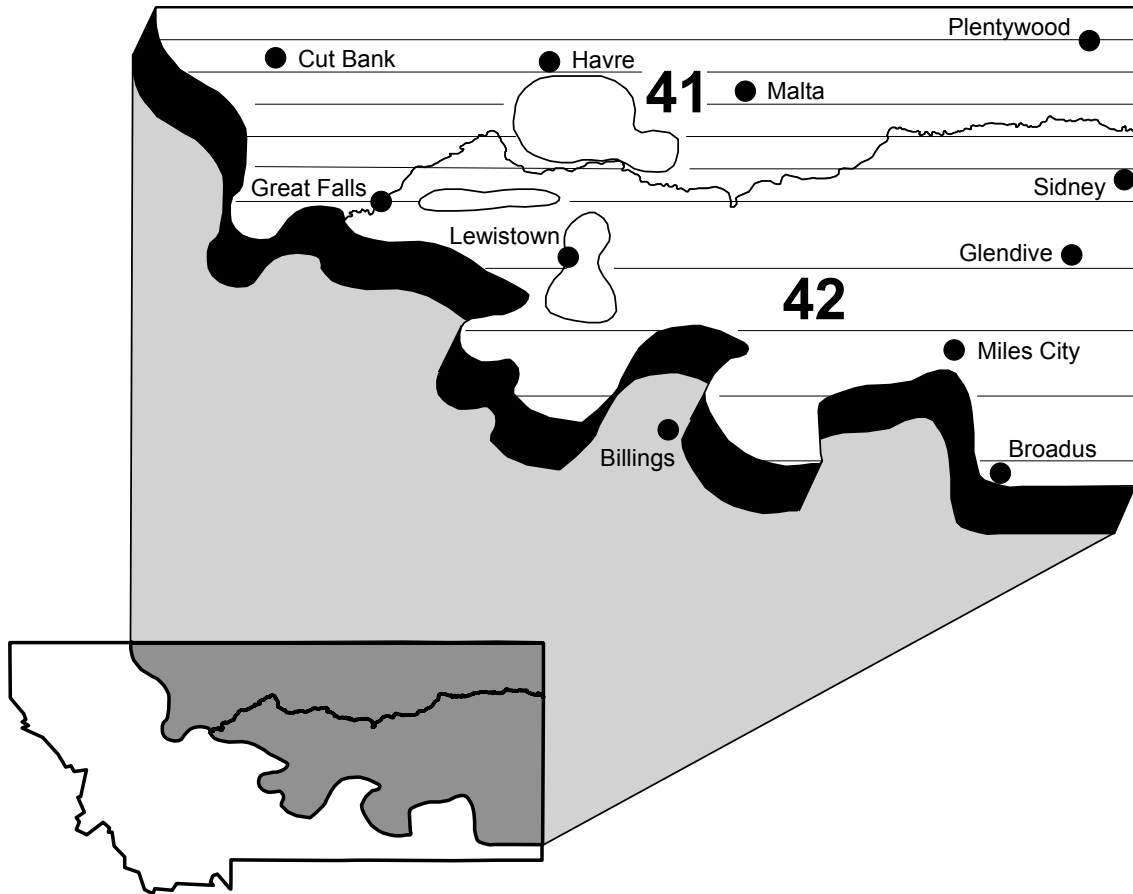 Plentywood
Cut Bank
Havre
41
Malta
Great Falls
Sidney
Lewistown
Glendive
42
Miles City
Billings
Broadus